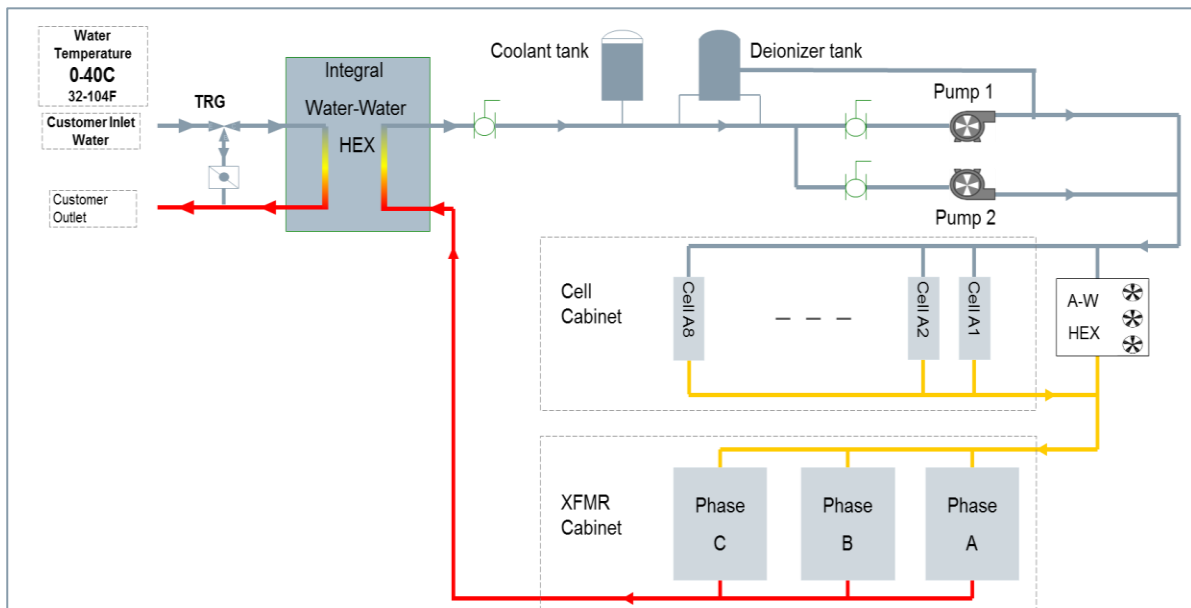 Water
Temperature
0-40C
32-104F
TRG
Customer Inlet
Water
Customer
Outlet
Integral
Water-Water
HEX
Coolant tank
Deionizer tank
Pump 1
Pump 2
Cell
Cabinet
Cell A8
Cell A2
Cell A1
A-W
HEX
XFMR
Cabinet
Phase
C
Phase
B
Phase
A